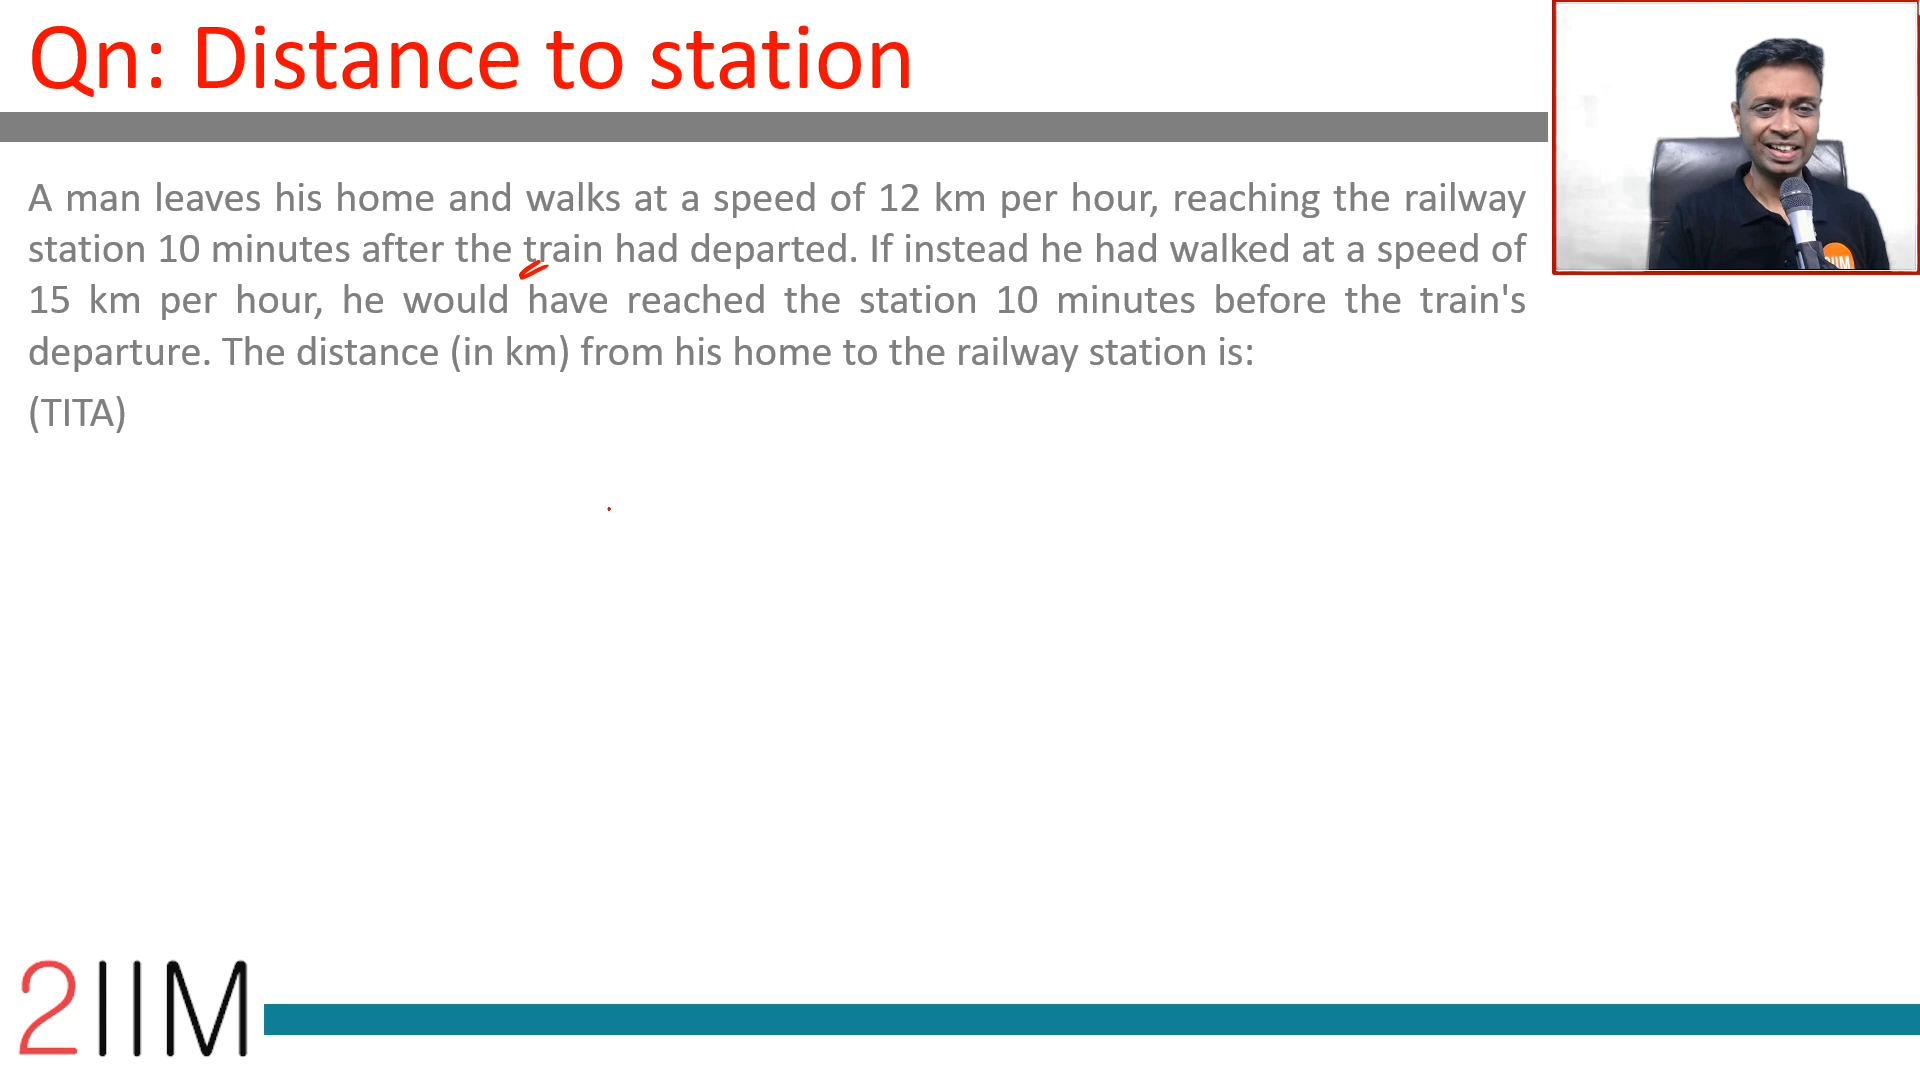 Qn: Distance to station
A man leaves his home and walks at a speed of 12 km per hour, reaching the railway
station 10 minutes after the train had departed. If instead he had walked at a speed of
15 km per hour, he would have reached the station 10 minutes before the train's
departure. The distance (in km) from his home to the railway station is:
(TITA)
2IIM